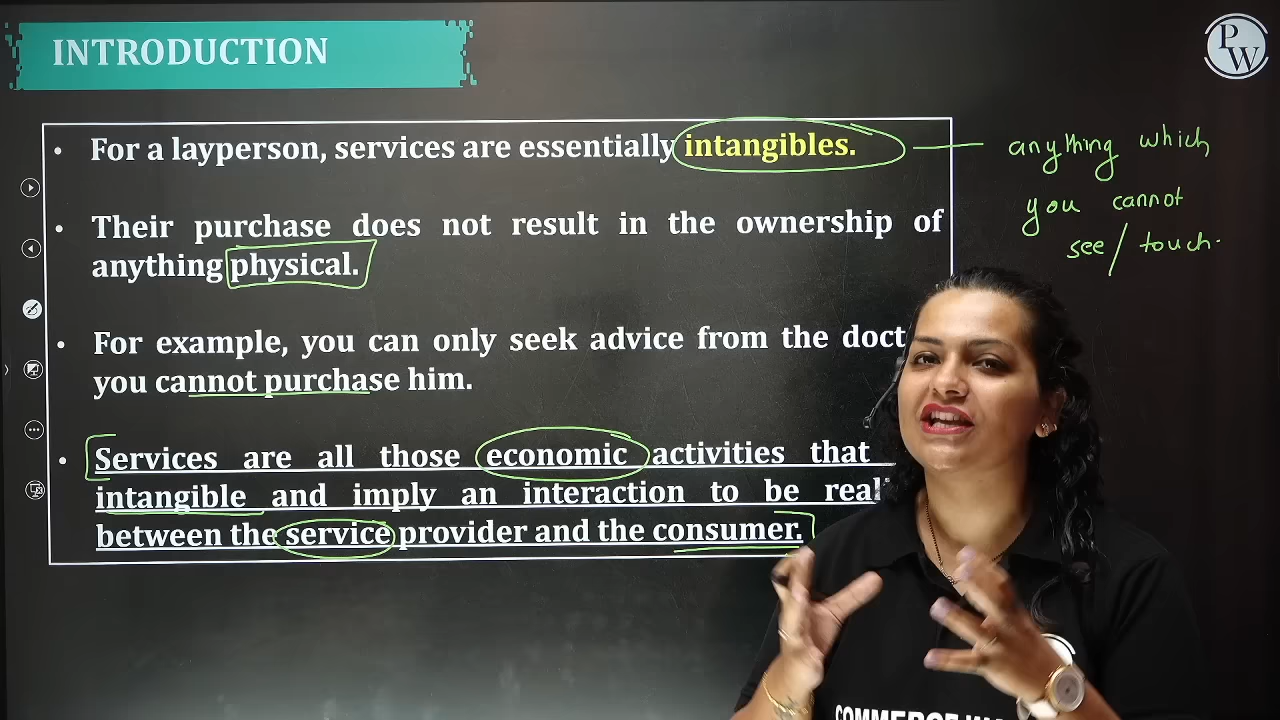 INTRODUCTION
PW
• For a layperson, services are essentially intangibles.
anything which
you cannot
see/touch.
• Their purchase does not result in the ownership of
anything physical.
• For example, you can only seek advice from the doct
you cannot purchase him.
• Services are all those economic activities that
intangible and imply an interaction to be reali
between the service provider and the consumer.
COMMERCE W